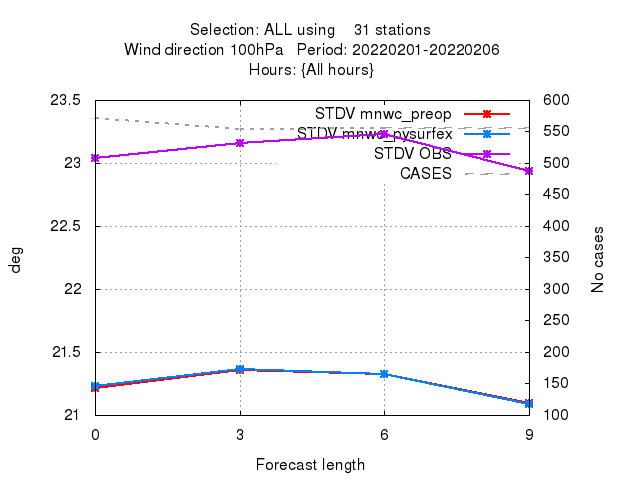 Selection: ALL using 31 stations
Wind direction 100hPa Period: 20220201-20220206
Hours: {All hours}
23.5
23
22.5
22
21.5
21
deg
600
550
500
450
400
350
300
250
200
150
100
No cases
STDV mnwc_preop
STDV mnwc_pysurfex
STDV OBS
CASES
0 3 6 9
Forecast length